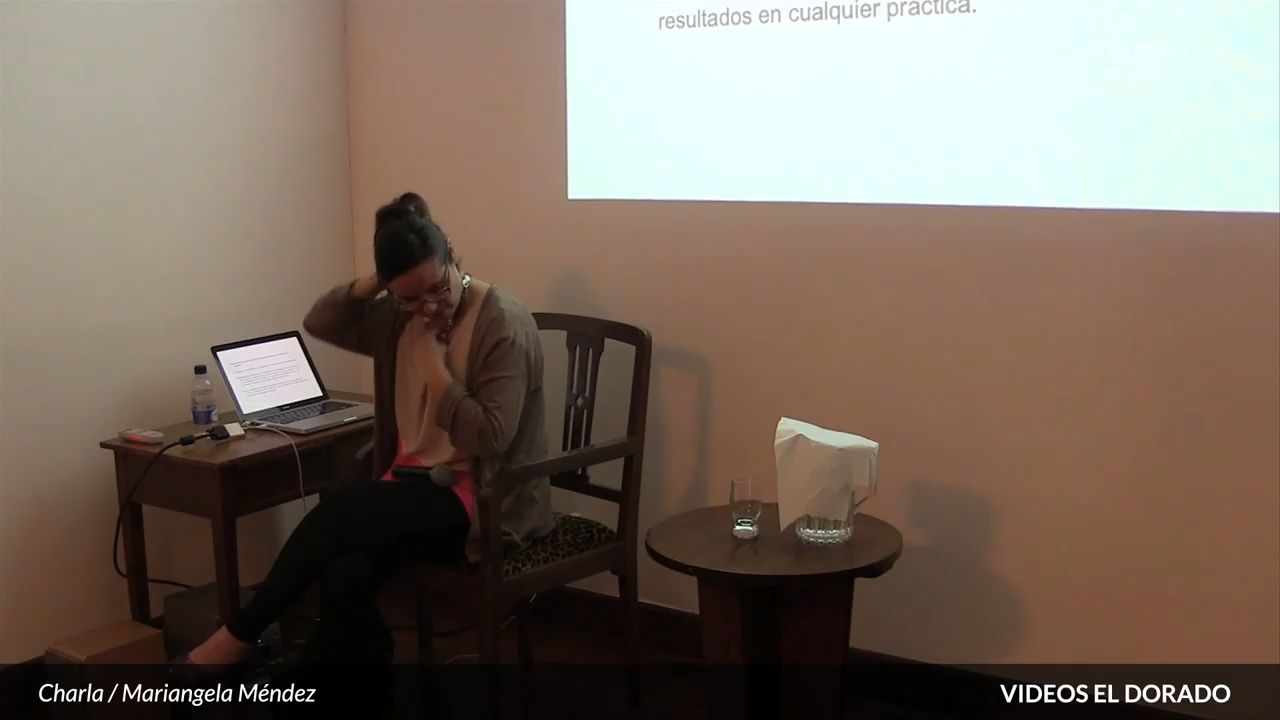 resultados en cualquier práctica.
Charla / Mariangela Méndez
VIDEOS EL DORADO